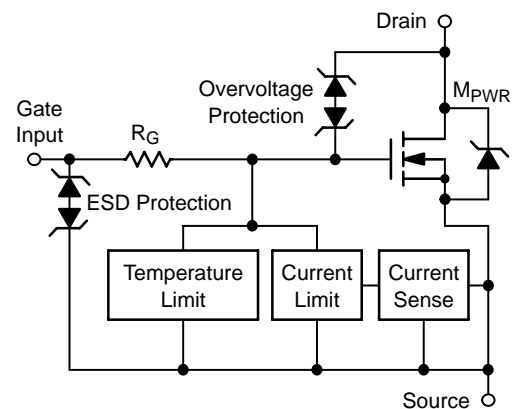 Drain
Overvoltage
Protection
M_PWR
Gate
Input
R_G
ESD Protection
Temperature
Limit
Current
Limit
Current
Sense
Source